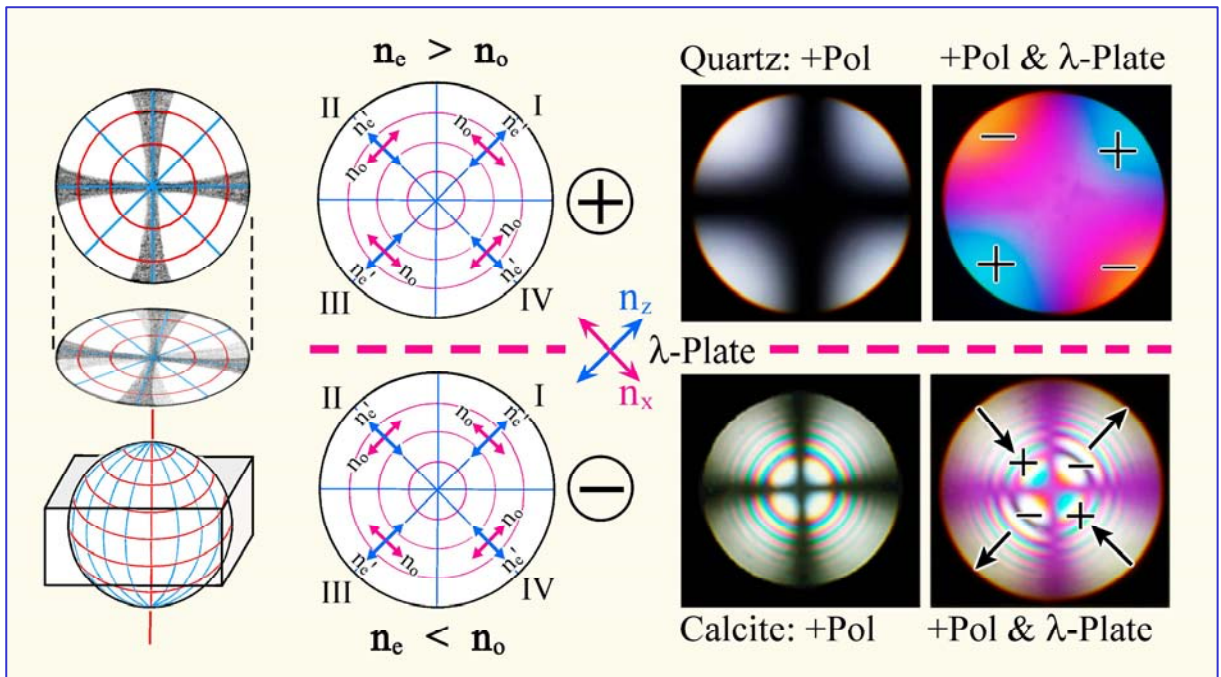 nₑ > nₒ
Quartz: +Pol
+Pol & λ-Plate
II
I
nₑ'
nₒ
nₒ
nₑ'
nₒ
nₑ'
nₒ
nₑ'
III
IV
+
−
+
+
−
n_z
λ-Plate
nₓ
II
I
nₑ'
nₒ
nₒ
nₑ'
nₒ
nₑ'
nₒ
nₑ'
III
IV
−
+
−
−
+
nₑ < nₒ
Calcite: +Pol
+Pol & λ-Plate